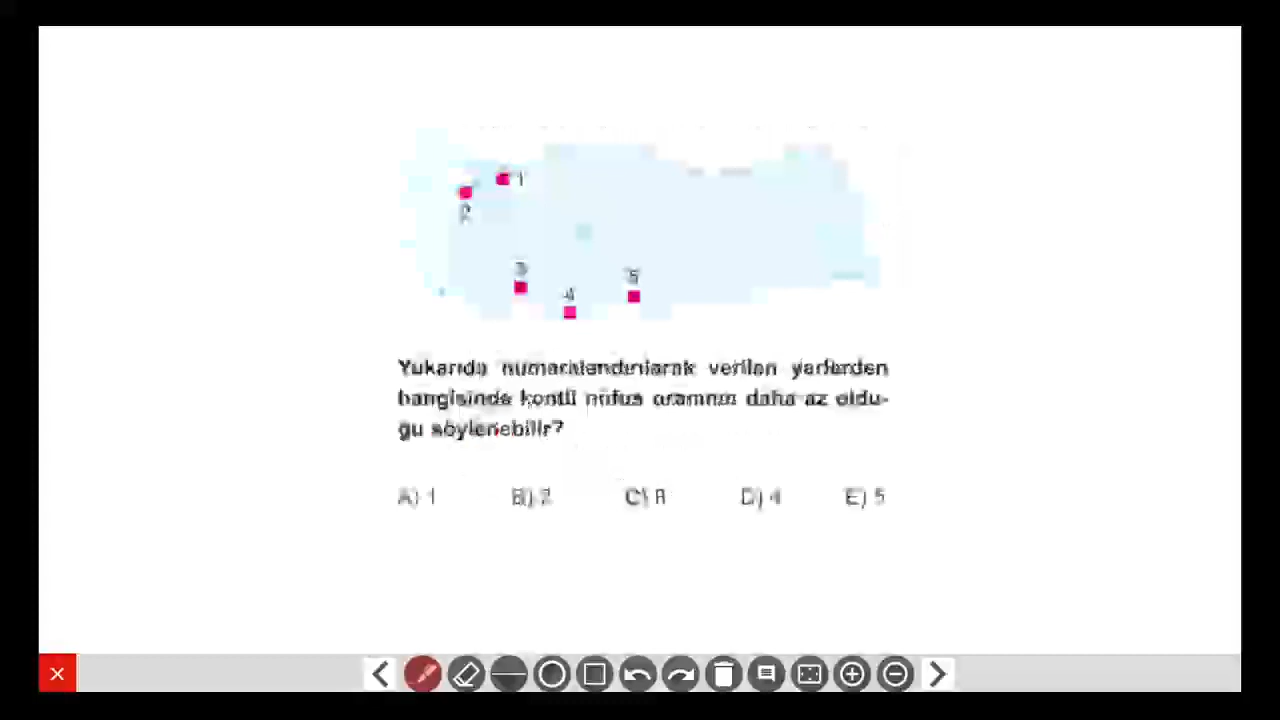 1
2
3
4
5
Yukarıda numaralandırılarak verilen yerlerden
hangisinde kentli nüfus oranının daha az oldu-
ğu söylenebilir?
A) 1 B) 2 C) D) 4 E) 5